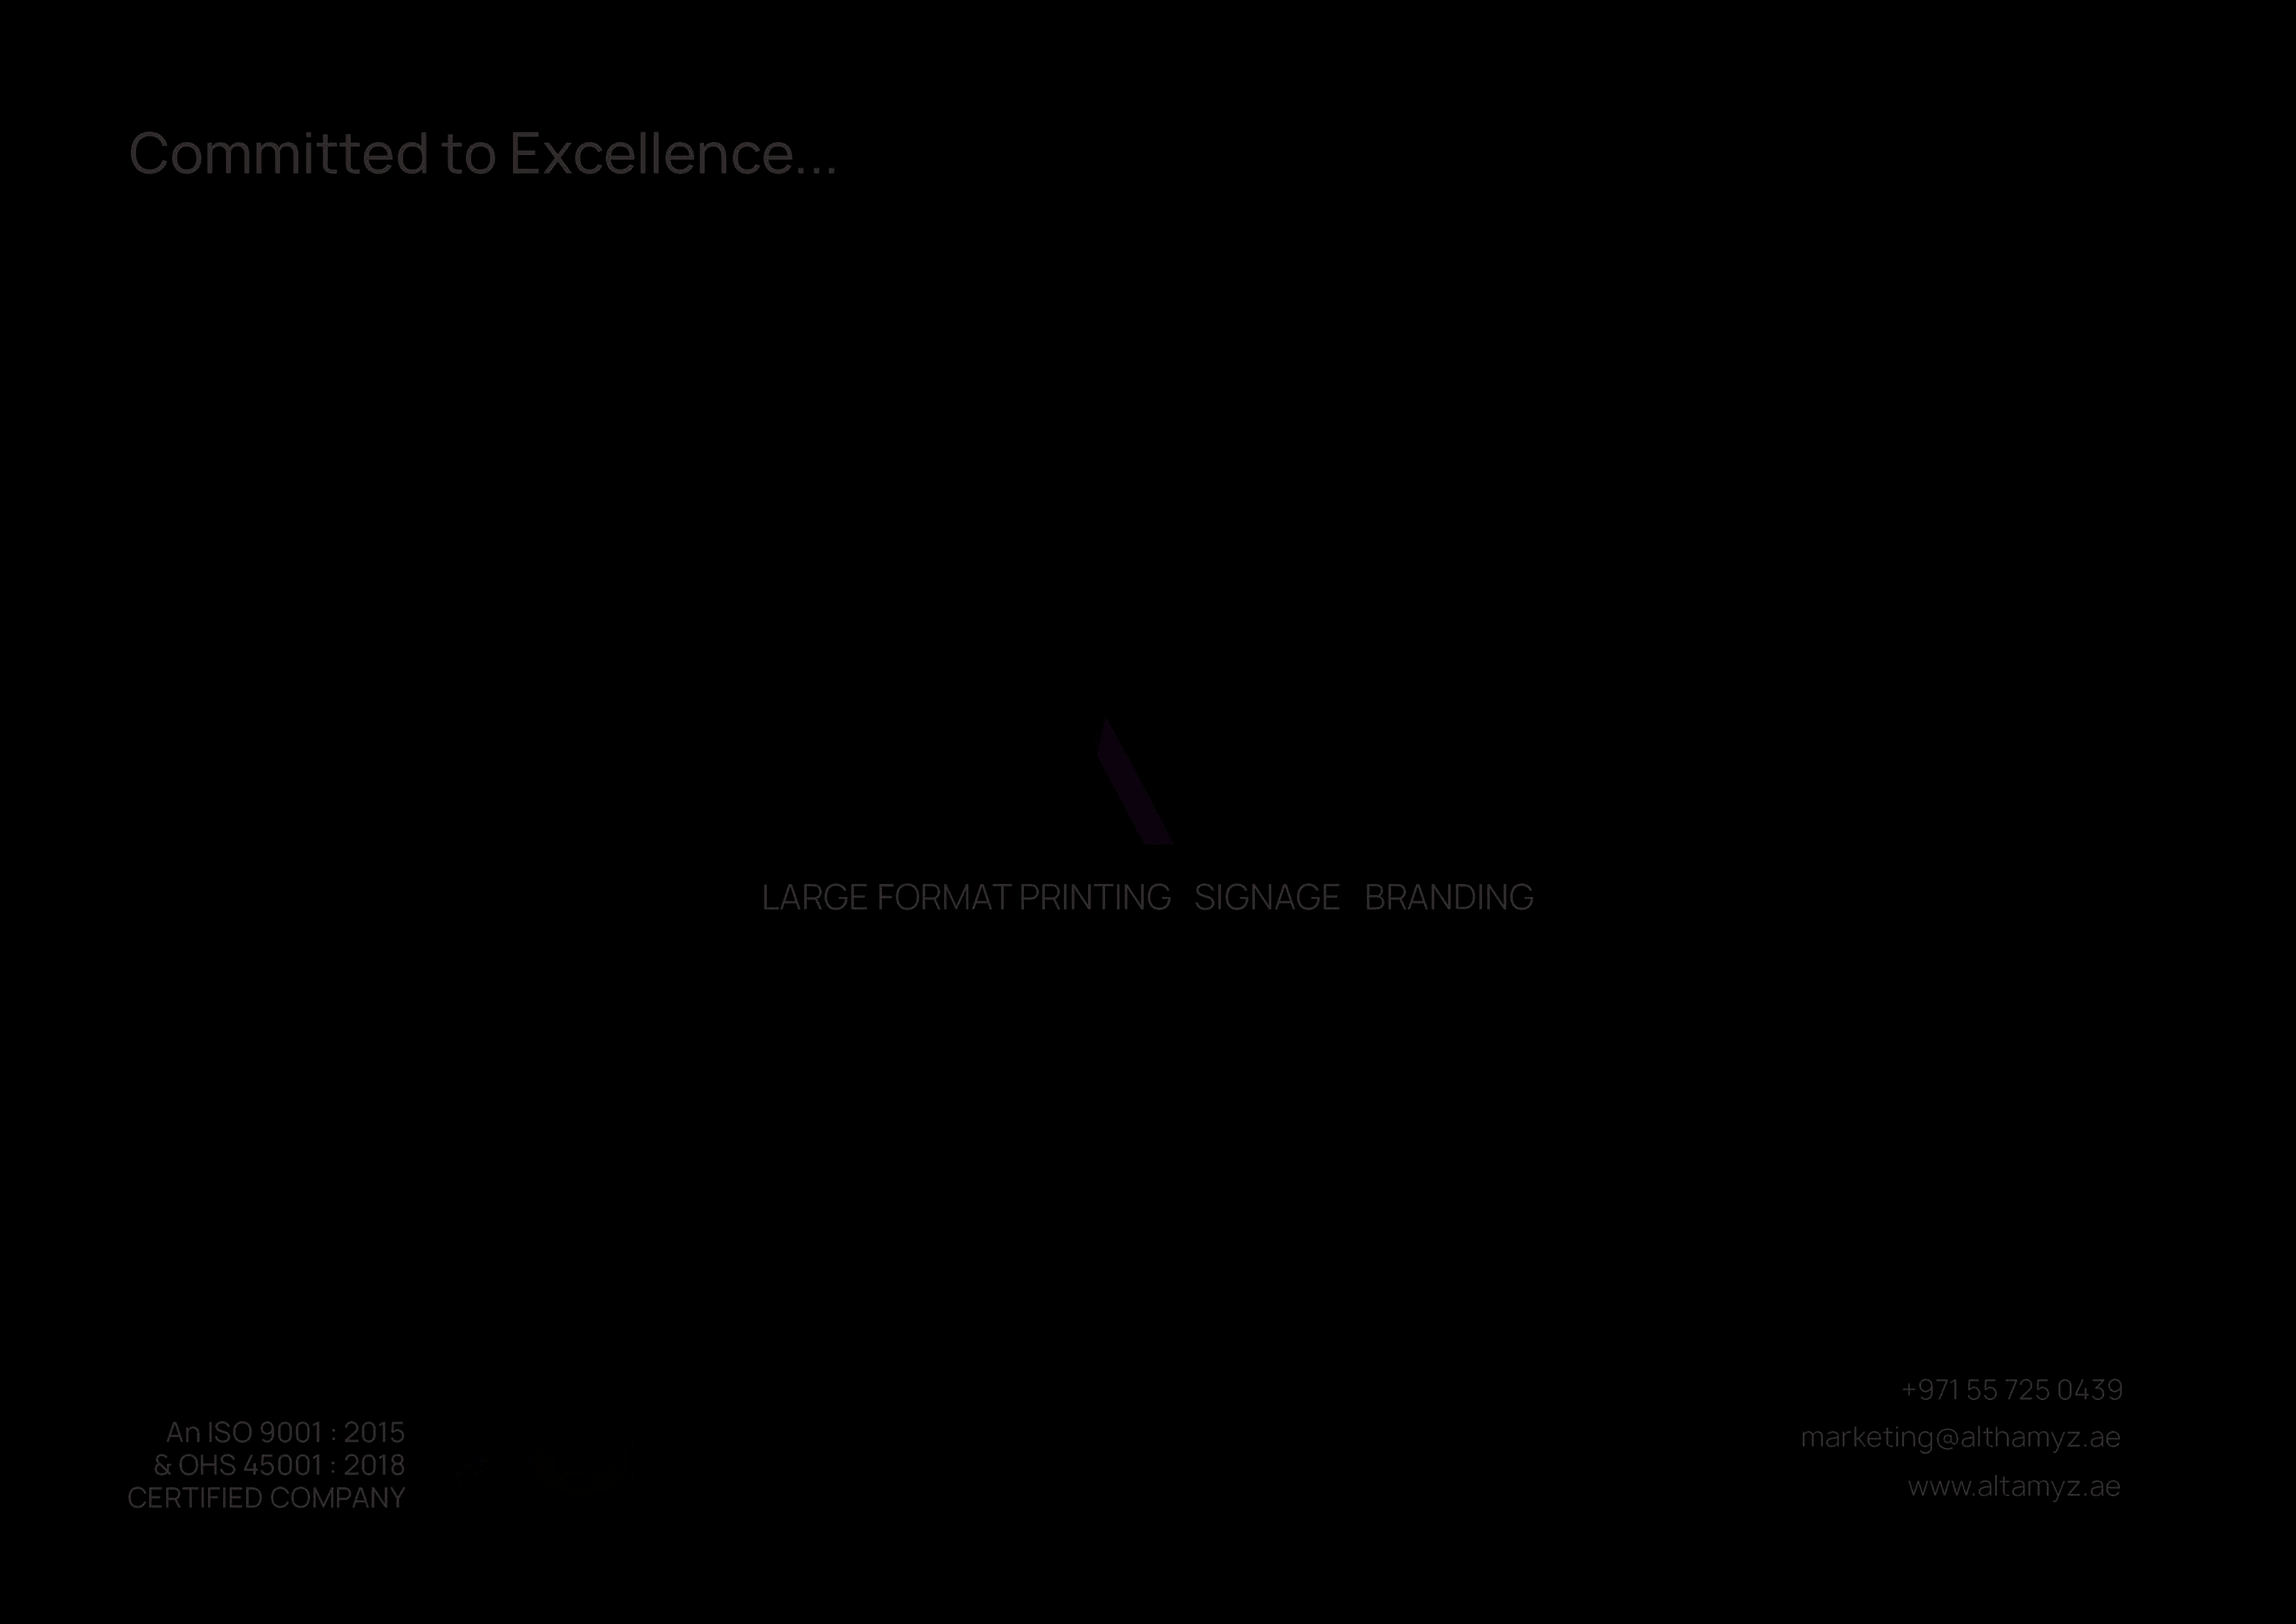 Committed to Excellence...
LARGE FORMAT PRINTING SIGNAGE BRANDING
An ISO 9001 : 2015
& OHS 45001 : 2018
CERTIFIED COMPANY
+971 55 725 0439
marketing@althamyz.ae
www.altamyz.ae